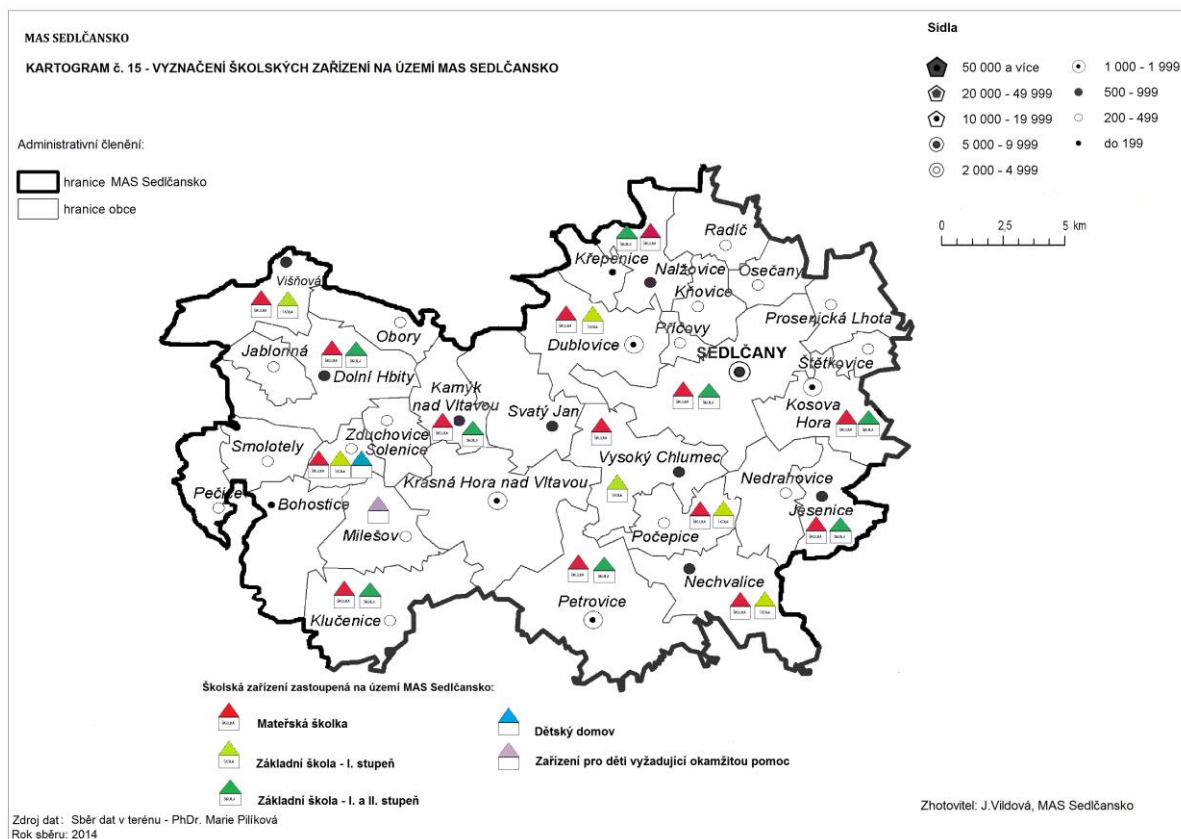 MAS SEDLČANSKO
KARTOGRAM č. 15 - VYZNAČENÍ ŠKOLSKÝCH ZAŘÍZENÍ NA ÚZEMÍ MAS SEDLČANSKO
Sídla
50 000 a více
20 000 - 49 999
10 000 - 19 999
5 000 - 9 999
2 000 - 4 999
1 000 - 1 999
500 - 999
200 - 499
do 199
0 2,5 5 km
Administrativní členění:
hranice MAS Sedlčansko
hranice obce
Radíč
Křepenice
Nalžovice
Osečany
Kňovice
Višňová
Obory
Prosenická Lhota
Dublovice
Příčovy
SEDLČANY
Jablonná
Štětkovice
Dolní Hbity
Kamýk
nad Vltavou
Svatý Jan
Kosova
Hora
Zduchovice
Solenice
Smolotely
Vysoký Chlumec
Krásná Hora nad Vltavou
Nedrahovice
Pečice
Bohostice
Jesenice
Milešov
Počepice
Nechvalice
Petrovice
Klučenice
Školská zařízení zastoupená na území MAS Sedlčansko:
Mateřská školka
Základní škola - I. stupeň
Základní škola - I. a II. stupeň
Dětský domov
Zařízení pro děti vyžadující okamžitou pomoc
Zdroj dat: Sběr dat v terénu - PhDr. Marie Pilíková
Rok sběru: 2014
Zhotovitel: J.Vildová, MAS Sedlčansko